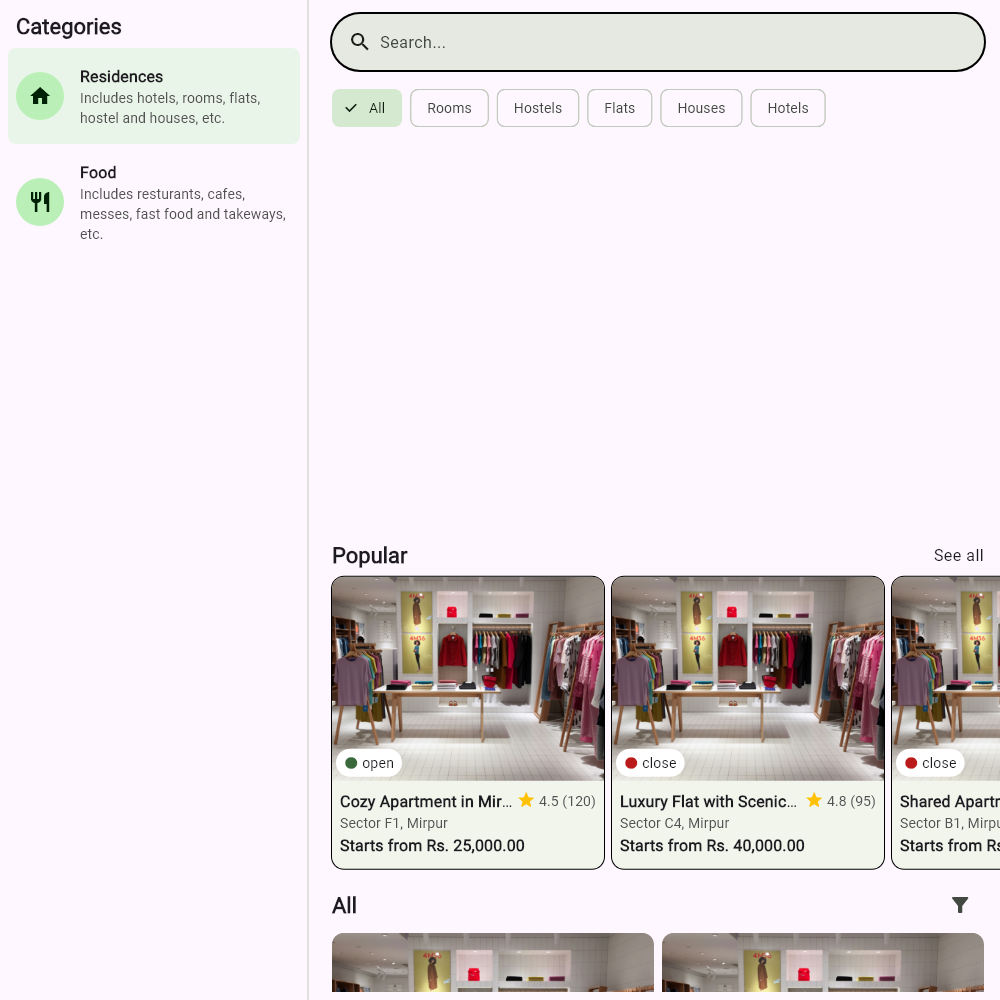 Categories
Residences
Includes hotels, rooms, flats,
hostel and houses, etc.
Food
Includes resturants, cafes,
messes, fast food and takeways,
etc.
Search...
All
Rooms
Hostels
Flats
Houses
Hotels
Popular
See all
open
Cozy Apartment in Mir... 4.5 (120)
Sector F1, Mirpur
Starts from Rs. 25,000.00
close
Luxury Flat with Scenic... 4.8 (95)
Sector C4, Mirpur
Starts from Rs. 40,000.00
close
Shared Apartr
Sector B1, Mirpu
Starts from Rs
All